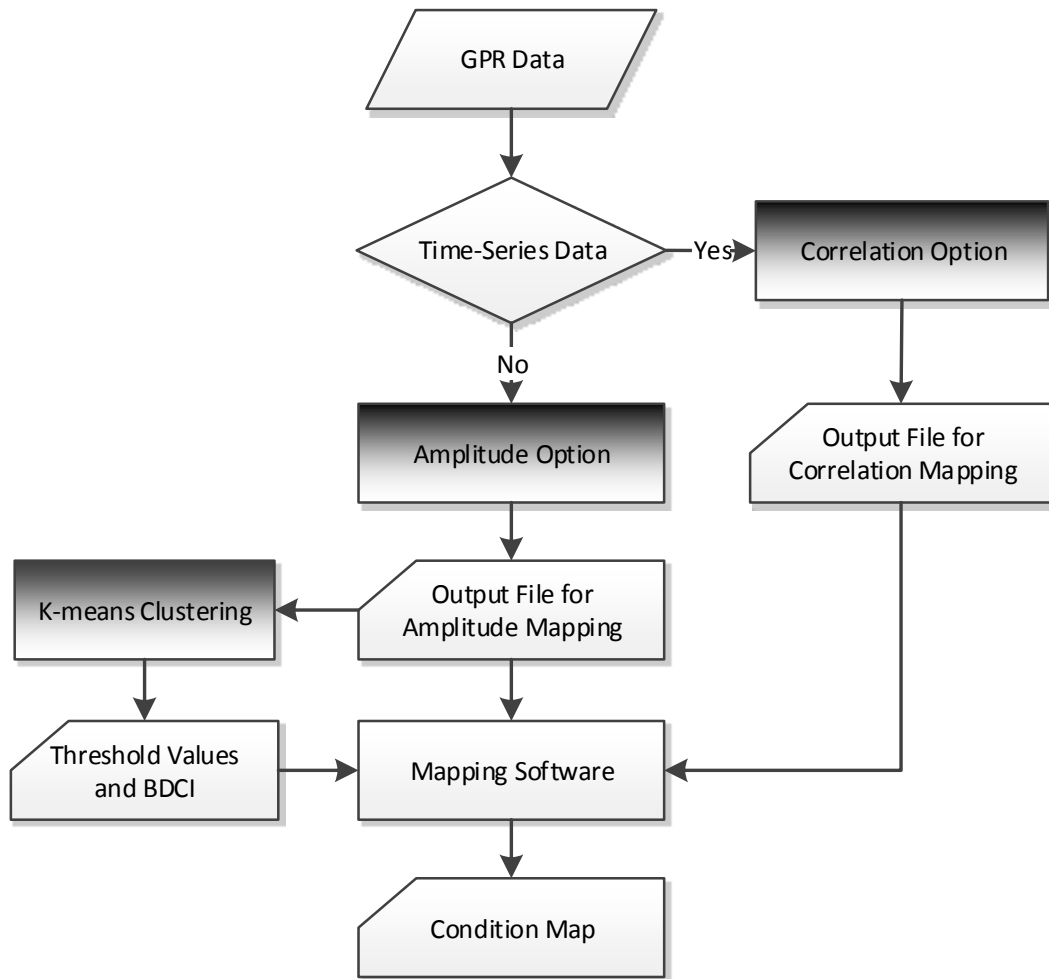 GPR Data
Time-Series Data
Yes
Correlation Option
No
Amplitude Option
Output File for
Correlation Mapping
K-means Clustering
Output File for
Amplitude Mapping
Threshold Values
and BDCI
Mapping Software
Condition Map